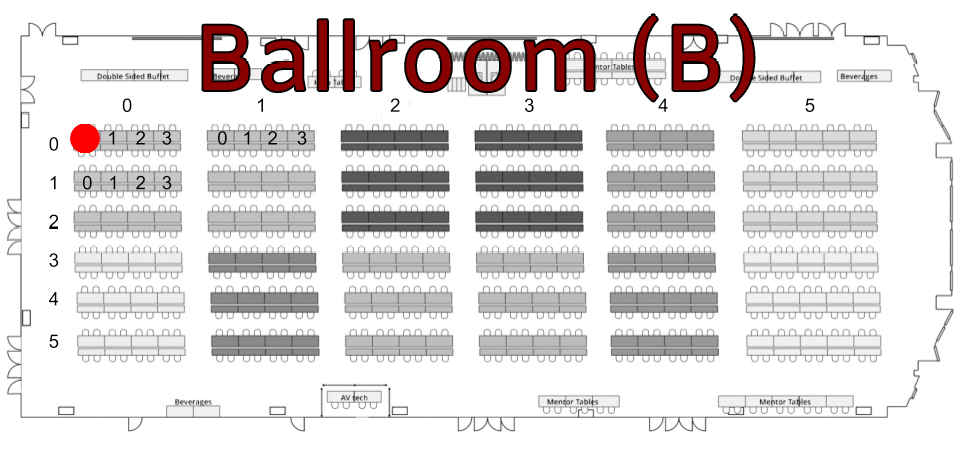 Ballroom (B)
Double Sided Buffet
Mentor Tables
Double Sided Buffet
Beverages
0 1 2 3 4 5
0 1 2 3 0 1 2 3
1 0 1 2 3
2
3
4
5
Beverages
AV tech
Mentor Tables
Mentor Tables